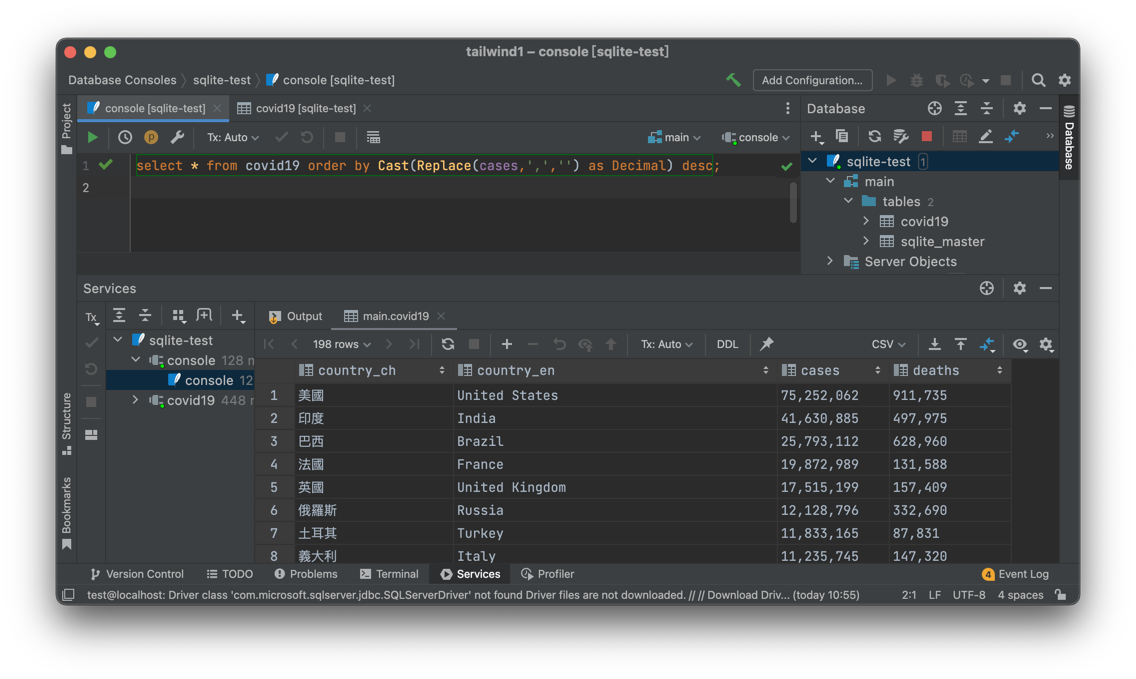 tailwind1 – console [sqlite-test]
Database Consoles sqlite-test console [sqlite-test]
Add Configuration...
Project
console [sqlite-test] covid19 [sqlite-test]
Tx: Auto main console
1 select * from covid19 order by Cast(Replace(cases,',','') as Decimal) desc;
2
Database
sqlite-test 1
main
tables 2
covid19
sqlite_master
Server Objects
Database
Services
Tx
sqlite-test
console 128 m
console 12
covid19 448 m
Structure
Bookmarks
Output main.covid19
198 rows Tx: Auto DDL CSV
country_ch country_en cases deaths
1 美國 United States 75,252,062 911,735
2 印度 India 41,630,885 497,975
3 巴西 Brazil 25,793,112 628,960
4 法國 France 19,872,989 131,588
5 英國 United Kingdom 17,515,199 157,409
6 俄羅斯 Russia 12,128,796 332,690
7 土耳其 Turkey 11,833,165 87,831
8 義大利 Italy 11,235,745 147,320
Version Control TODO Problems Terminal Services Profiler 4 Event Log
test@localhost: Driver class 'com.microsoft.sqlserver.jdbc.SQLServerDriver' not found Driver files are not downloaded. // // Download Driv... (today 10:55) 2:1 LF UTF-8 4 spaces